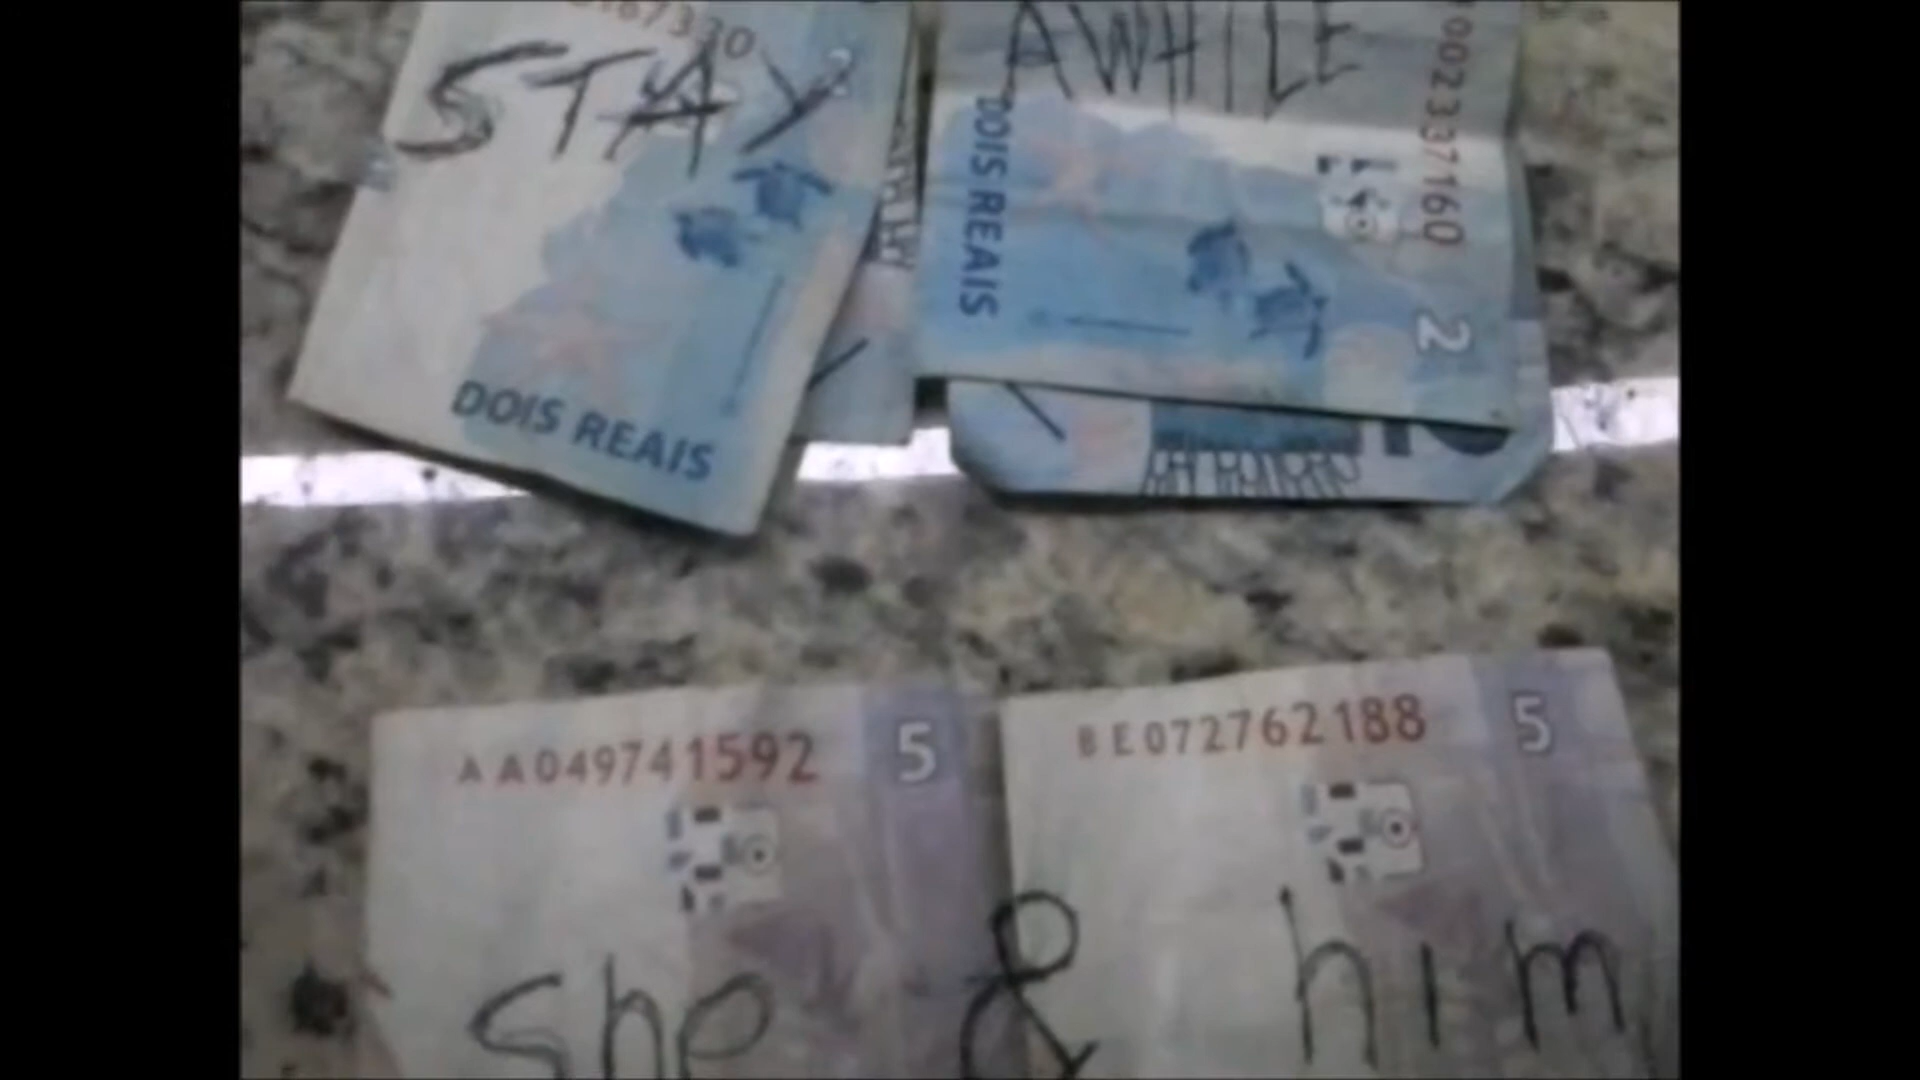 STAY
AWHILE
DOIS REAIS
DOIS REAIS
002337160
2
AA049741592
5
BE072762188
5
she & him